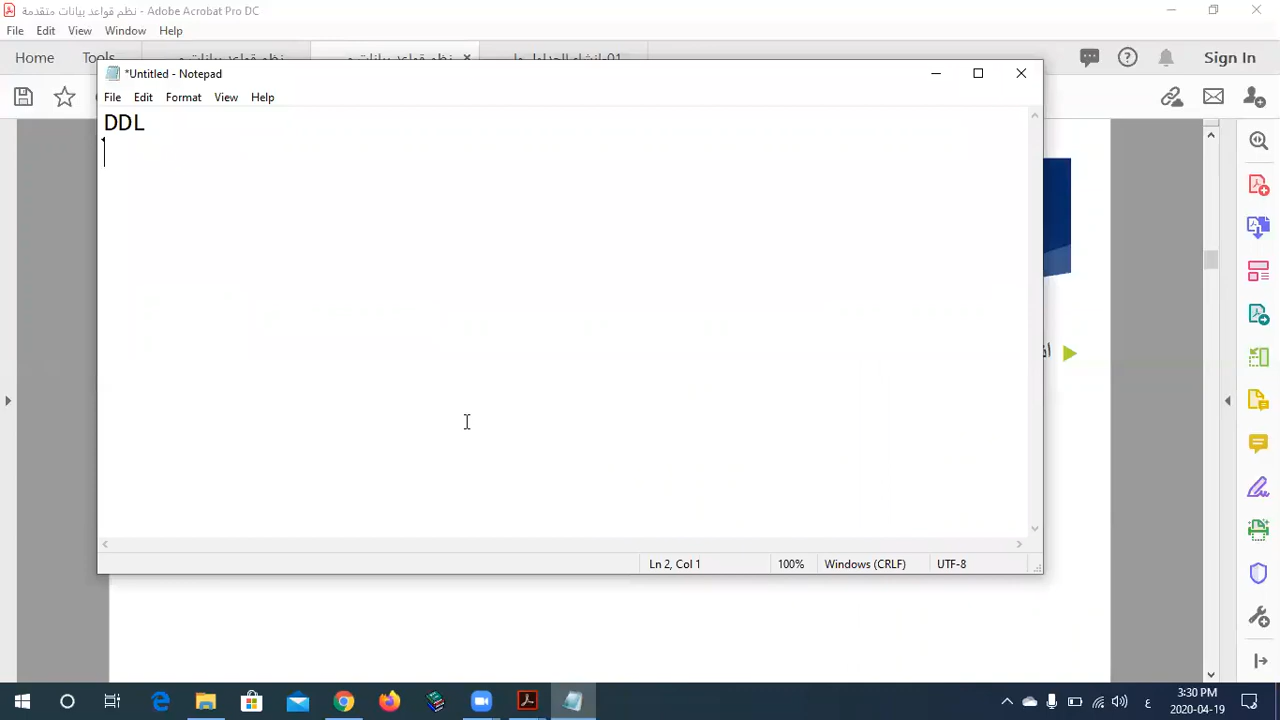 نظم قواعد بيانات متقدمة - Adobe Acrobat Pro DC
File Edit View Window Help
Home Tools
Sign In
*Untitled - Notepad
File Edit Format View Help
DDL
Ln 2, Col 1 100% Windows (CRLF) UTF-8
3:30 PM
2020-04-19
ع